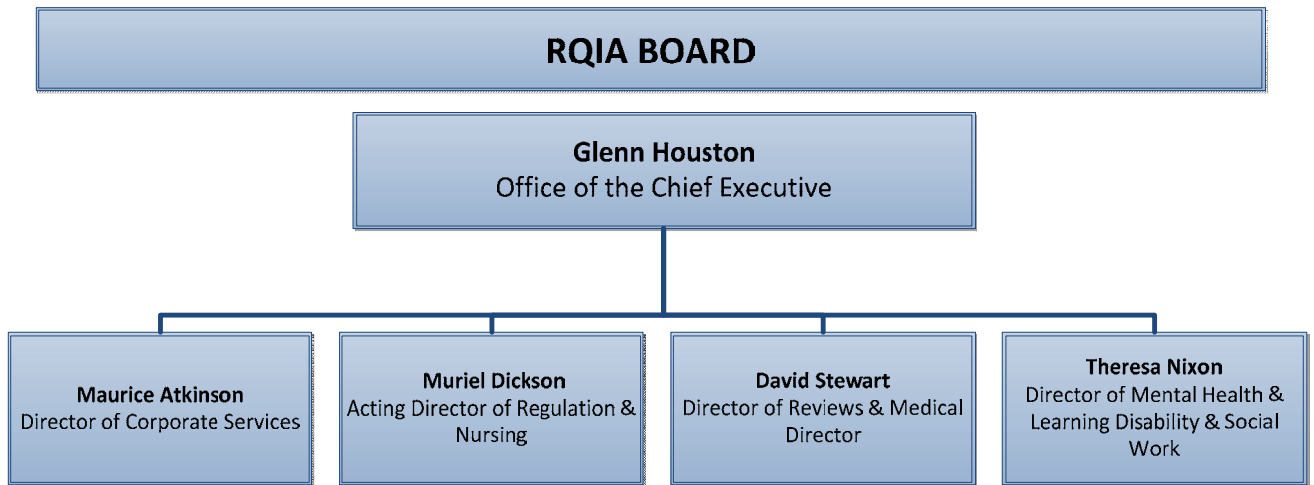 RQIA BOARD
Glenn Houston
Office of the Chief Executive
Maurice Atkinson
Director of Corporate Services
Muriel Dickson
Acting Director of Regulation &
Nursing
David Stewart
Director of Reviews & Medical
Director
Theresa Nixon
Director of Mental Health &
Learning Disability & Social
Work